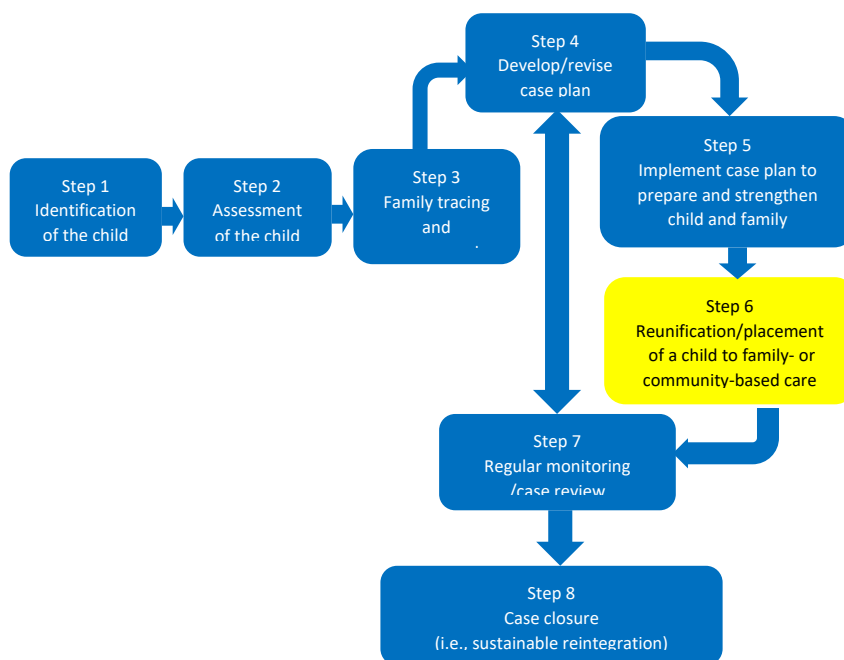 Step 1
Identification
of the child
Step 2
Assessment
of the child
Step 3
Family tracing
and
Step 4
Develop/revise
case plan
Step 5
Implement case plan to
prepare and strengthen
child and family
Step 6
Reunification/placement
of a child to family- or
community-based care
Step 7
Regular monitoring
/case review
Step 8
Case closure
(i.e., sustainable reintegration)